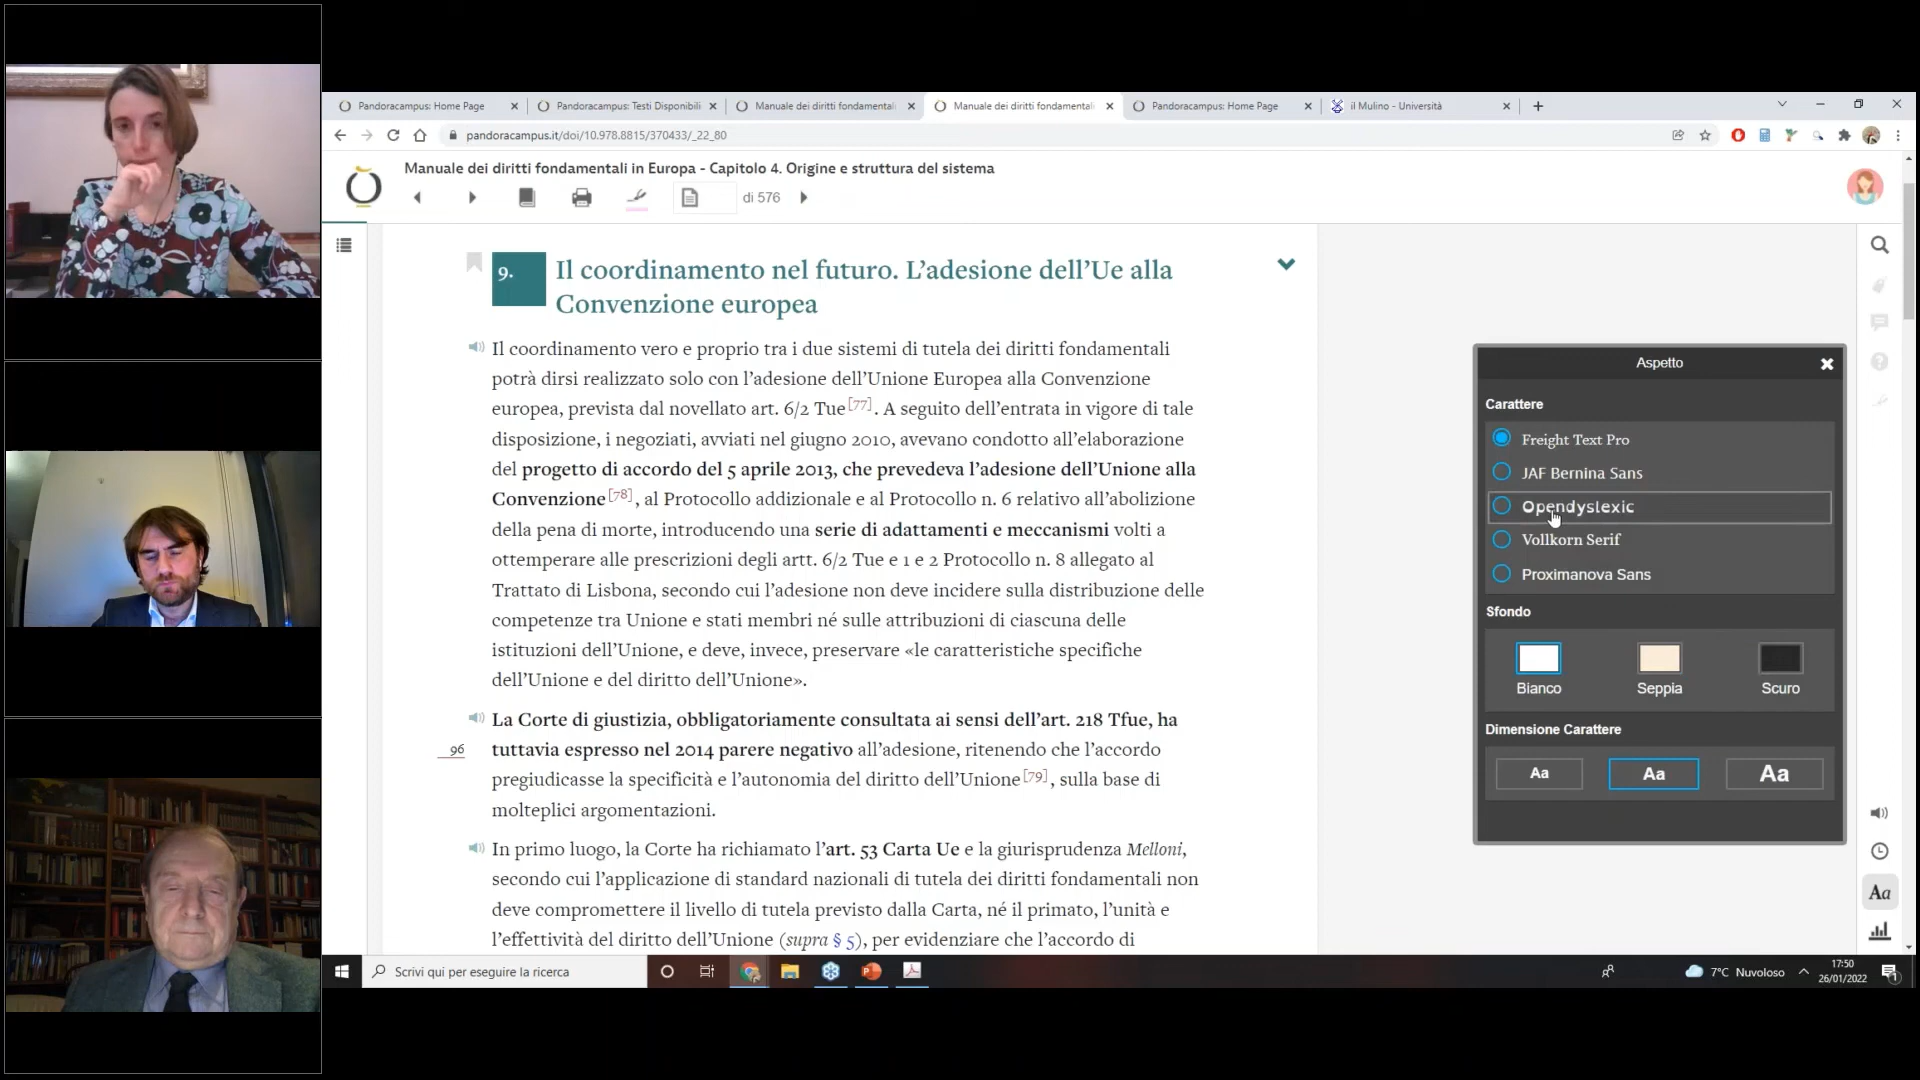 Pandoracampus: Home Page
Pandoracampus: Testi Disponibili
Manuale dei diritti fondamentali
Manuale dei diritti fondamentali
Pandoracampus: Home Page
il Mulino - Università
pandoracampus.it/doi/10.978.8815/370433/_22_80
Manuale dei diritti fondamentali in Europa - Capitolo 4. Origine e struttura del sistema
di 576
9.
Il coordinamento nel futuro. L’adesione dell’Ue alla
Convenzione europea
Il coordinamento vero e proprio tra i due sistemi di tutela dei diritti fondamentali
potrà dirsi realizzato solo con l’adesione dell’Unione Europea alla Convenzione
europea, prevista dal novellato art. 6/2 Tue[77]. A seguito dell’entrata in vigore di tale
disposizione, i negoziati, avviati nel giugno 2010, avevano condotto all’elaborazione
del progetto di accordo del 5 aprile 2013, che prevedeva l’adesione dell’Unione alla
Convenzione[78], al Protocollo addizionale e al Protocollo n. 6 relativo all’abolizione
della pena di morte, introducendo una serie di adattamenti e meccanismi volti a
ottemperare alle prescrizioni degli artt. 6/2 Tue e 1 e 2 Protocollo n. 8 allegato al
Trattato di Lisbona, secondo cui l’adesione non deve incidere sulla distribuzione delle
competenze tra Unione e stati membri né sulle attribuzioni di ciascuna delle
istituzioni dell’Unione, e deve, invece, preservare «le caratteristiche specifiche
dell’Unione e del diritto dell’Unione».
La Corte di giustizia, obbligatoriamente consultata ai sensi dell’art. 218 Tfue, ha
96
tuttavia espresso nel 2014 parere negativo all’adesione, ritenendo che l’accordo
pregiudicasse la specificità e l’autonomia del diritto dell’Unione[79], sulla base di
molteplici argomentazioni.
In primo luogo, la Corte ha richiamato l’art. 53 Carta Ue e la giurisprudenza Melloni,
secondo cui l’applicazione di standard nazionali di tutela dei diritti fondamentali non
deve compromettere il livello di tutela previsto dalla Carta, né il primato, l’unità e
l’effettività del diritto dell’Unione (supra § 5), per evidenziare che l’accordo di
Aspetto
Carattere
Freight Text Pro
JAF Bernina Sans
Opendyslexic
Vollkorn Serif
Proximanova Sans
Sfondo
Bianco
Seppia
Scuro
Dimensione Carattere
Aa
Aa
Aa
Aa
Scrivi qui per eseguire la ricerca
7°C Nuvoloso
17:50
26/01/2022
1